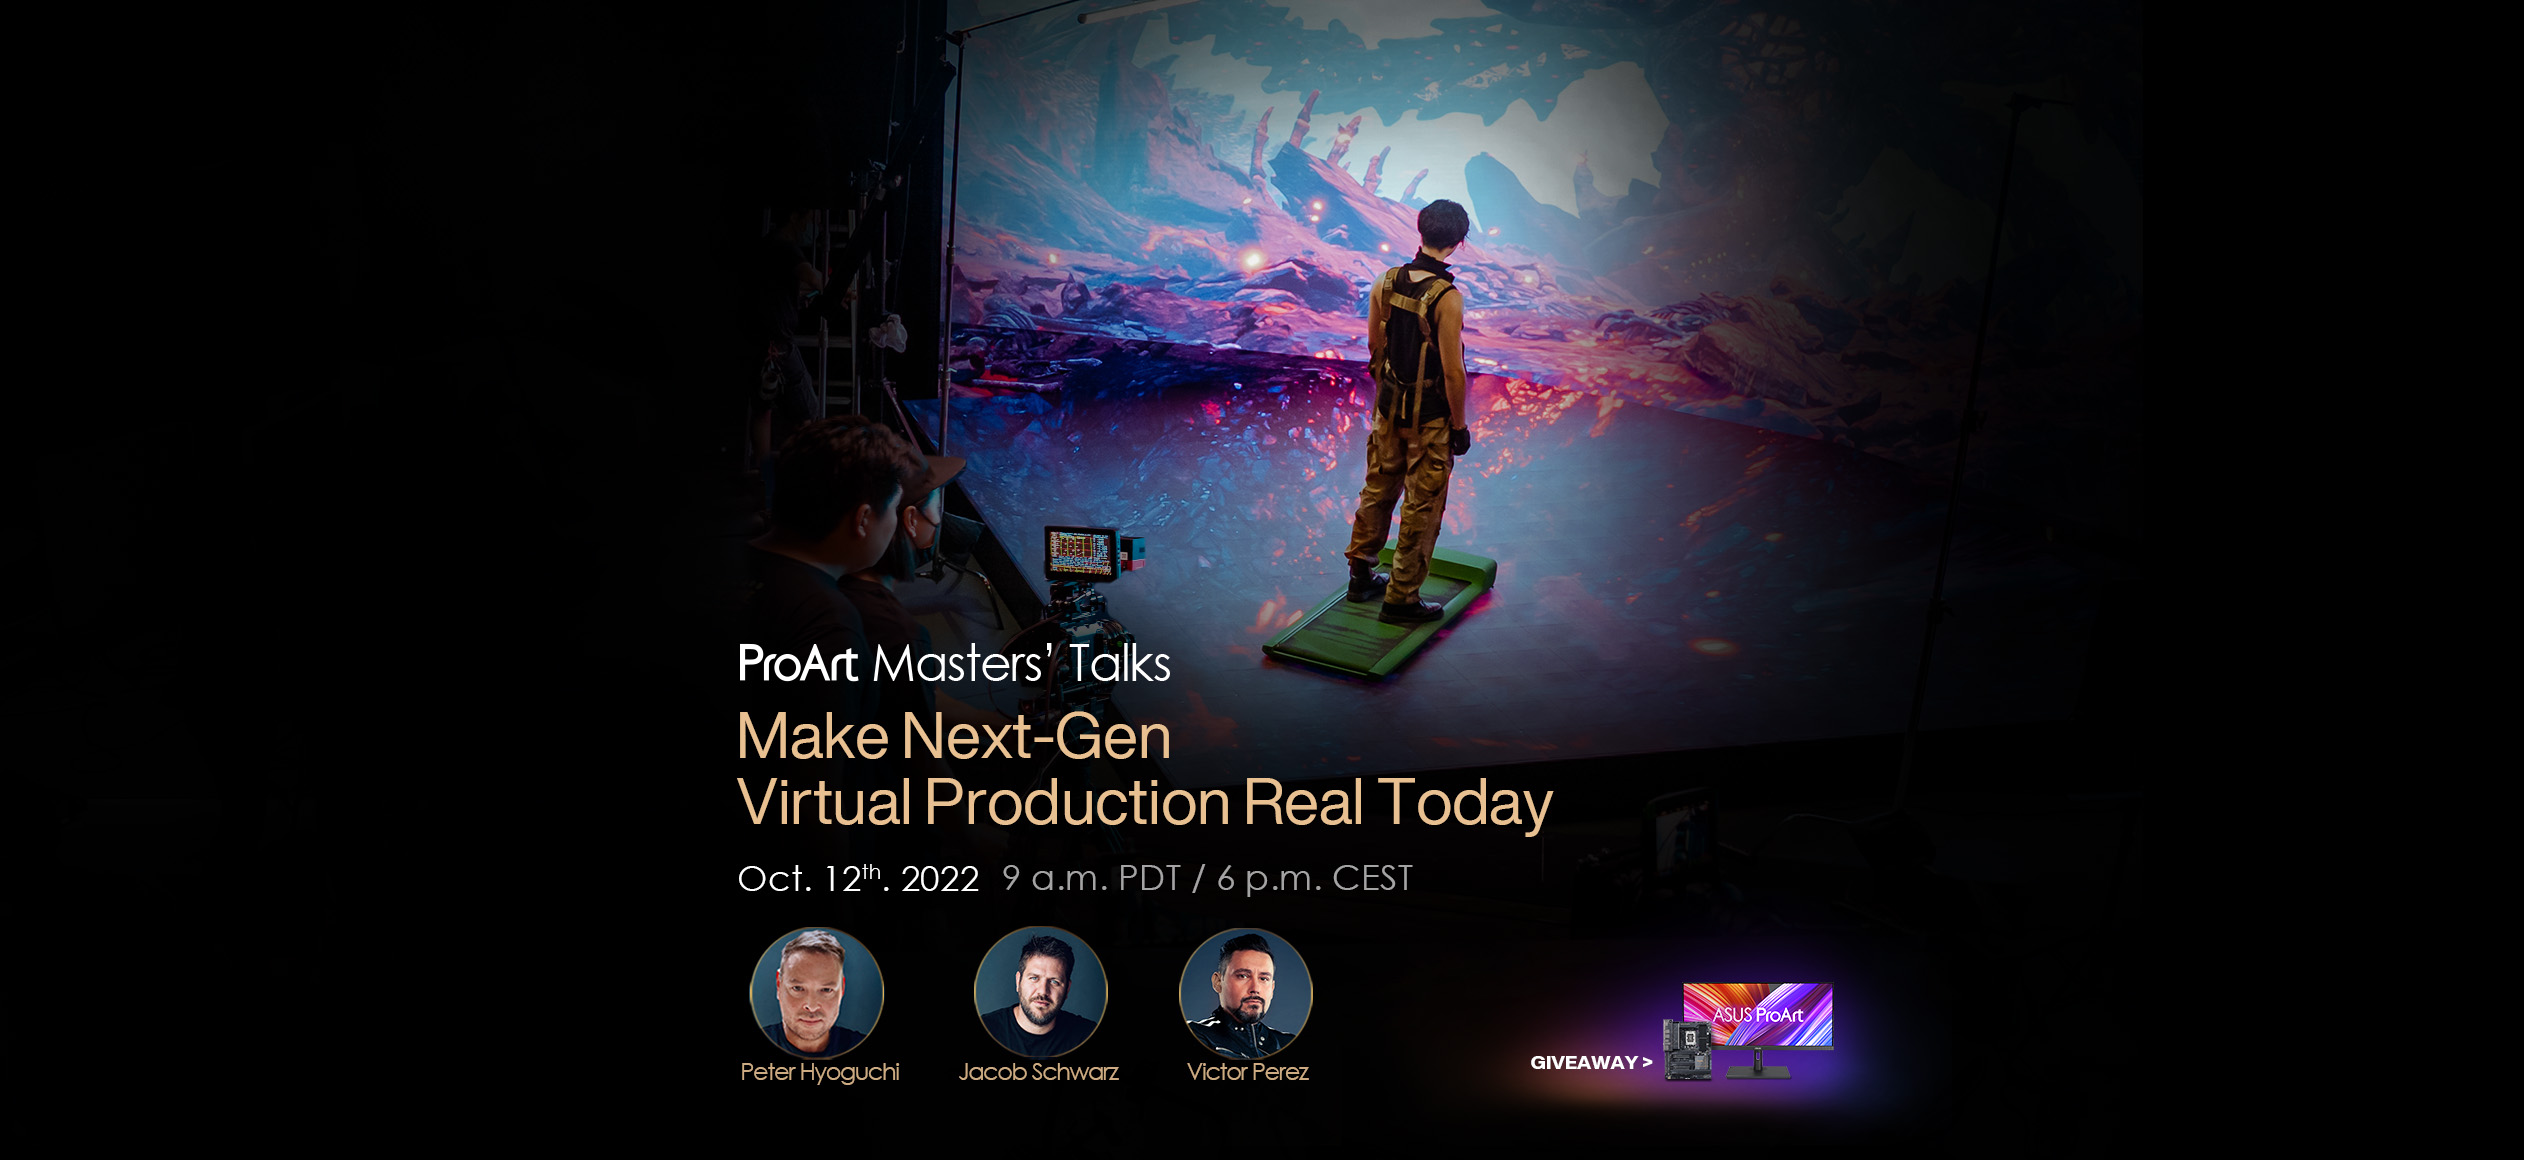 ProArt Masters’ Talks
Make Next-Gen
Virtual Production Real Today
Oct. 12th. 2022 9 a.m. PDT / 6 p.m. CEST
Peter Hyoguchi
Jacob Schwarz
Victor Perez
GIVEAWAY >
ASUS ProArt